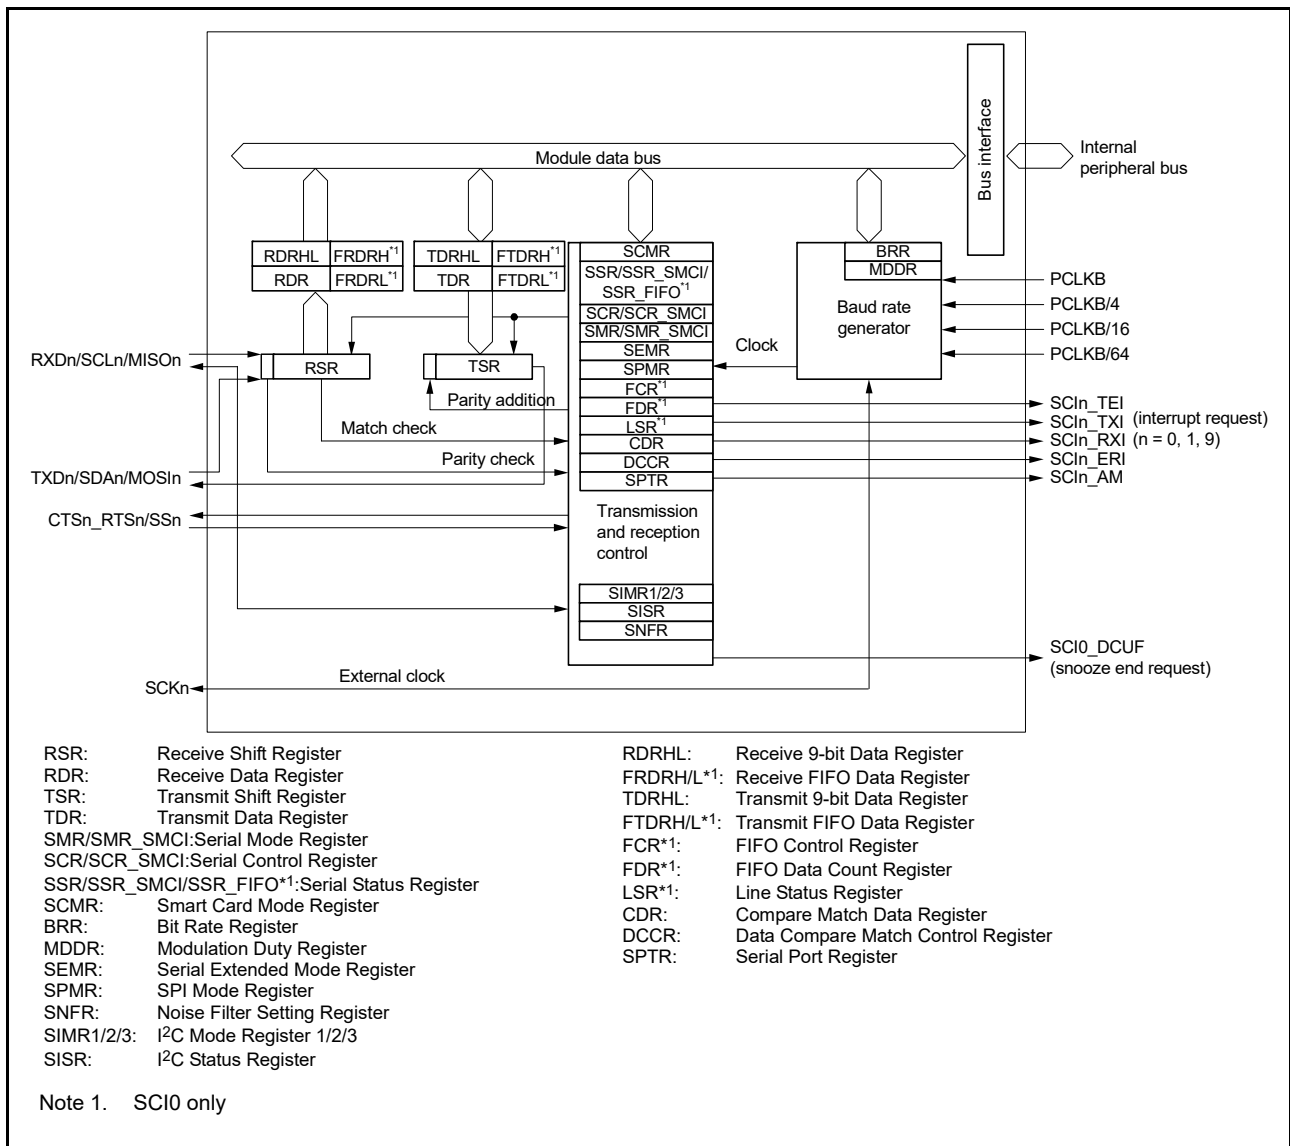 Bus interface
Internal
peripheral bus
Module data bus
RDRHL FRDRH*1
RDR FRDRL*1
TDRHL FTDRH*1
TDR FTDRL*1
SCMR
SSR/SSR_SMCI/
SSR_FIFO*1
SCR/SCR_SMCI
SMR/SMR_SMCI
SEMR
SPMR
FCR*1
FDR*1
LSR*1
CDR
DCCR
SPTR
Transmission
and reception
control
SIMR1/2/3
SISR
SNFR
BRR
MDDR
Baud rate
generator
PCLKB
PCLKB/4
PCLKB/16
PCLKB/64
Clock
RXDn/SCLn/MISOn
RSR
TSR
Parity addition
Match check
Parity check
TXDn/SDAn/MOSIn
CTSn_RTSn/SSn
SCIn_TEI
SCIn_TXI (interrupt request)
SCIn_RXI (n = 0, 1, 9)
SCIn_ERI
SCIn_AM
SCI0_DCUF
(snooze end request)
External clock
SCKn
RSR: Receive Shift Register
RDR: Receive Data Register
TSR: Transmit Shift Register
TDR: Transmit Data Register
SMR/SMR_SMCI:Serial Mode Register
SCR/SCR_SMCI:Serial Control Register
SSR/SSR_SMCI/SSR_FIFO*1:Serial Status Register
SCMR: Smart Card Mode Register
BRR: Bit Rate Register
MDDR: Modulation Duty Register
SEMR: Serial Extended Mode Register
SPMR: SPI Mode Register
SNFR: Noise Filter Setting Register
SIMR1/2/3: I2C Mode Register 1/2/3
SISR: I2C Status Register
RDRHL: Receive 9-bit Data Register
FRDRH/L*1: Receive FIFO Data Register
TDRHL: Transmit 9-bit Data Register
FTDRH/L*1: Transmit FIFO Data Register
FCR*1: FIFO Control Register
FDR*1: FIFO Data Count Register
LSR*1: Line Status Register
CDR: Compare Match Data Register
DCCR: Data Compare Match Control Register
SPTR: Serial Port Register
Note 1. SCI0 only